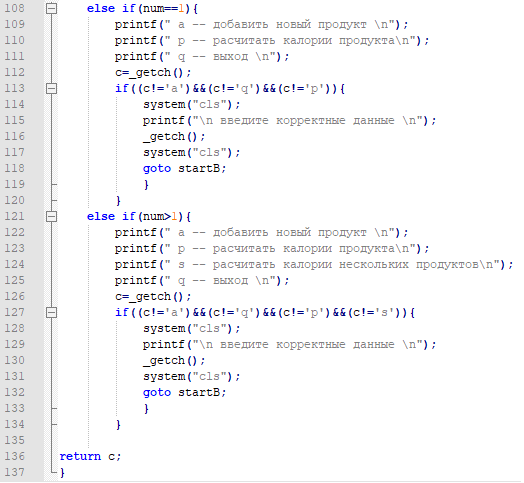 108 else if(num==1){
109 printf(" a -- добавить новый продукт \n");
110 printf(" p -- расчитать калории продукта\n");
111 printf(" q -- выход \n");
112 c=_getch();
113 if((c!='a')&&(c!='q')&&(c!='p')){
114 system("cls");
115 printf("\n введите корректные данные \n");
116 _getch();
117 system("cls");
118 goto startB;
119 }
120 }
121 else if(num>1){
122 printf(" a -- добавить новый продукт \n");
123 printf(" p -- расчитать калории продукта\n");
124 printf(" s -- расчитать калории нескольких продуктов\n");
125 printf(" q -- выход \n");
126 c=_getch();
127 if((c!='a')&&(c!='q')&&(c!='p')&&(c!='s')){
128 system("cls");
129 printf("\n введите корректные данные \n");
130 _getch();
131 system("cls");
132 goto startB;
133 }
134 }
135
136 return c;
137 }